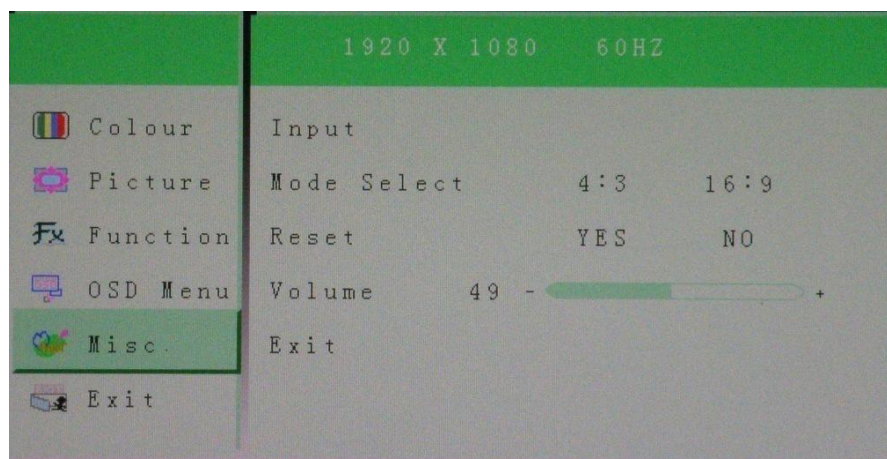 1920 X 1080 60HZ
Colour
Picture
Fx Function
OSD Menu
Misc.
Exit
Input
Mode Select 4:3 16:9
Reset YES NO
Volume 49 - +
Exit